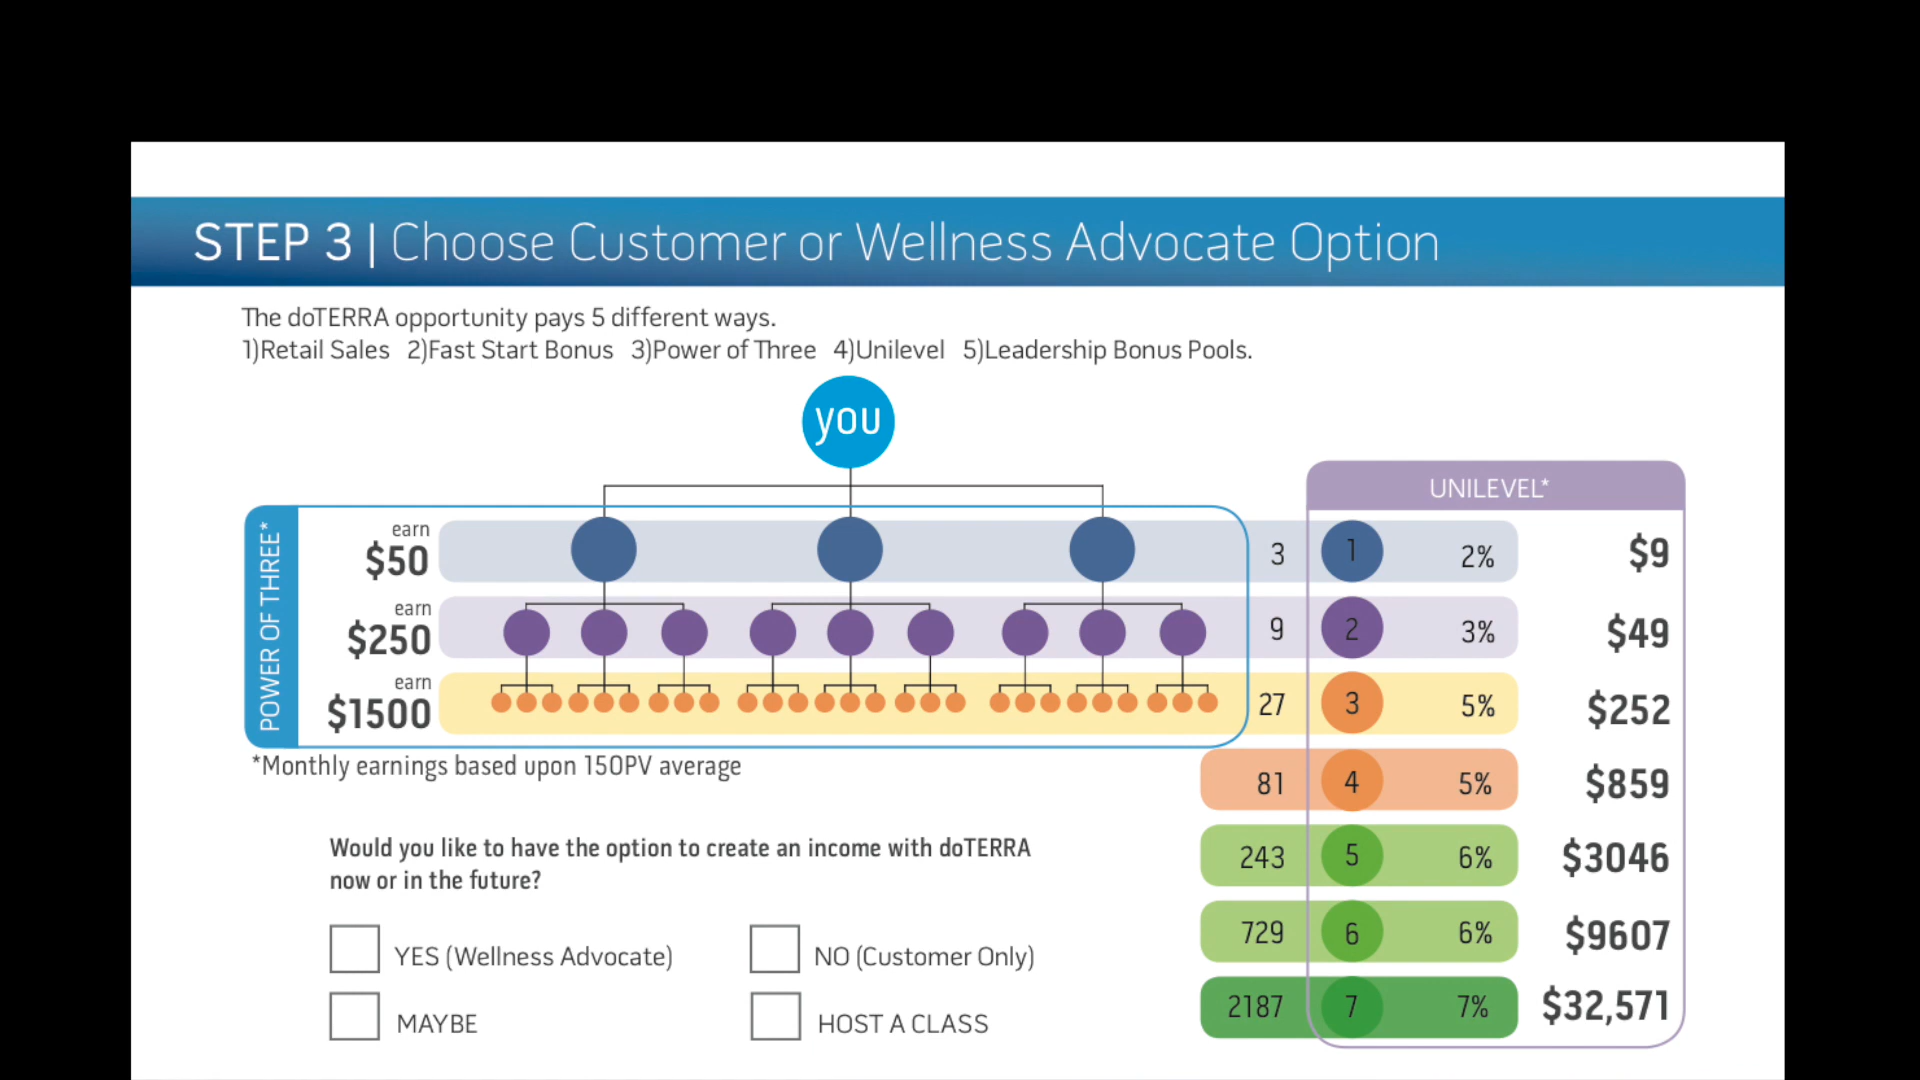 STEP 3 | Choose Customer or Wellness Advocate Option
The doTERRA opportunity pays 5 different ways.
1)Retail Sales 2)Fast Start Bonus 3)Power of Three 4)Unilevel 5)Leadership Bonus Pools.
you
UNILEVEL*
POWER OF THREE*
earn
$50
3 1 2% $9
earn
$250
9 2 3% $49
earn
$1500
27 3 5% $252
*Monthly earnings based upon 150PV average
81 4 5% $859
Would you like to have the option to create an income with doTERRA
now or in the future?
243 5 6% $3046
YES (Wellness Advocate) NO (Customer Only)
729 6 6% $9607
MAYBE HOST A CLASS
2187 7 7% $32,571